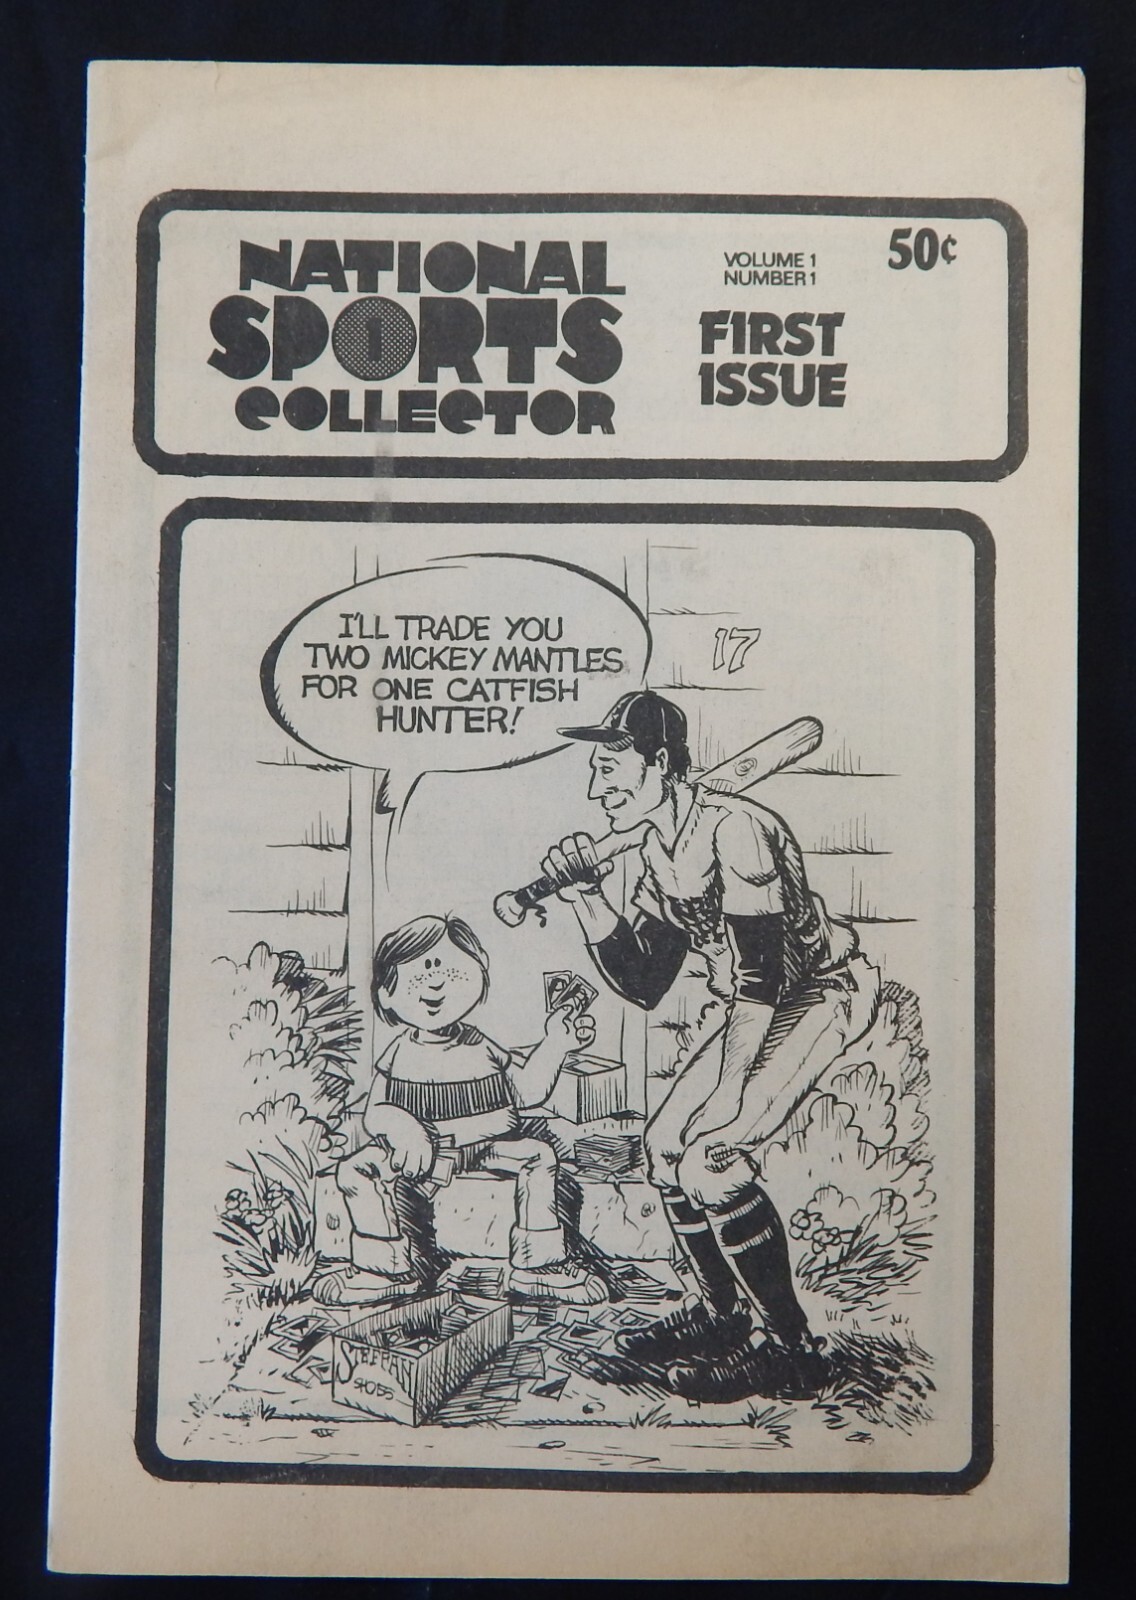 NATIONAL
SPORTS
COLLECTOR
VOLUME 1
NUMBER 1
50¢
FIRST
ISSUE
I'LL TRADE YOU
TWO MICKEY MANTLES
FOR ONE CATFISH
HUNTER!
17
SHOES